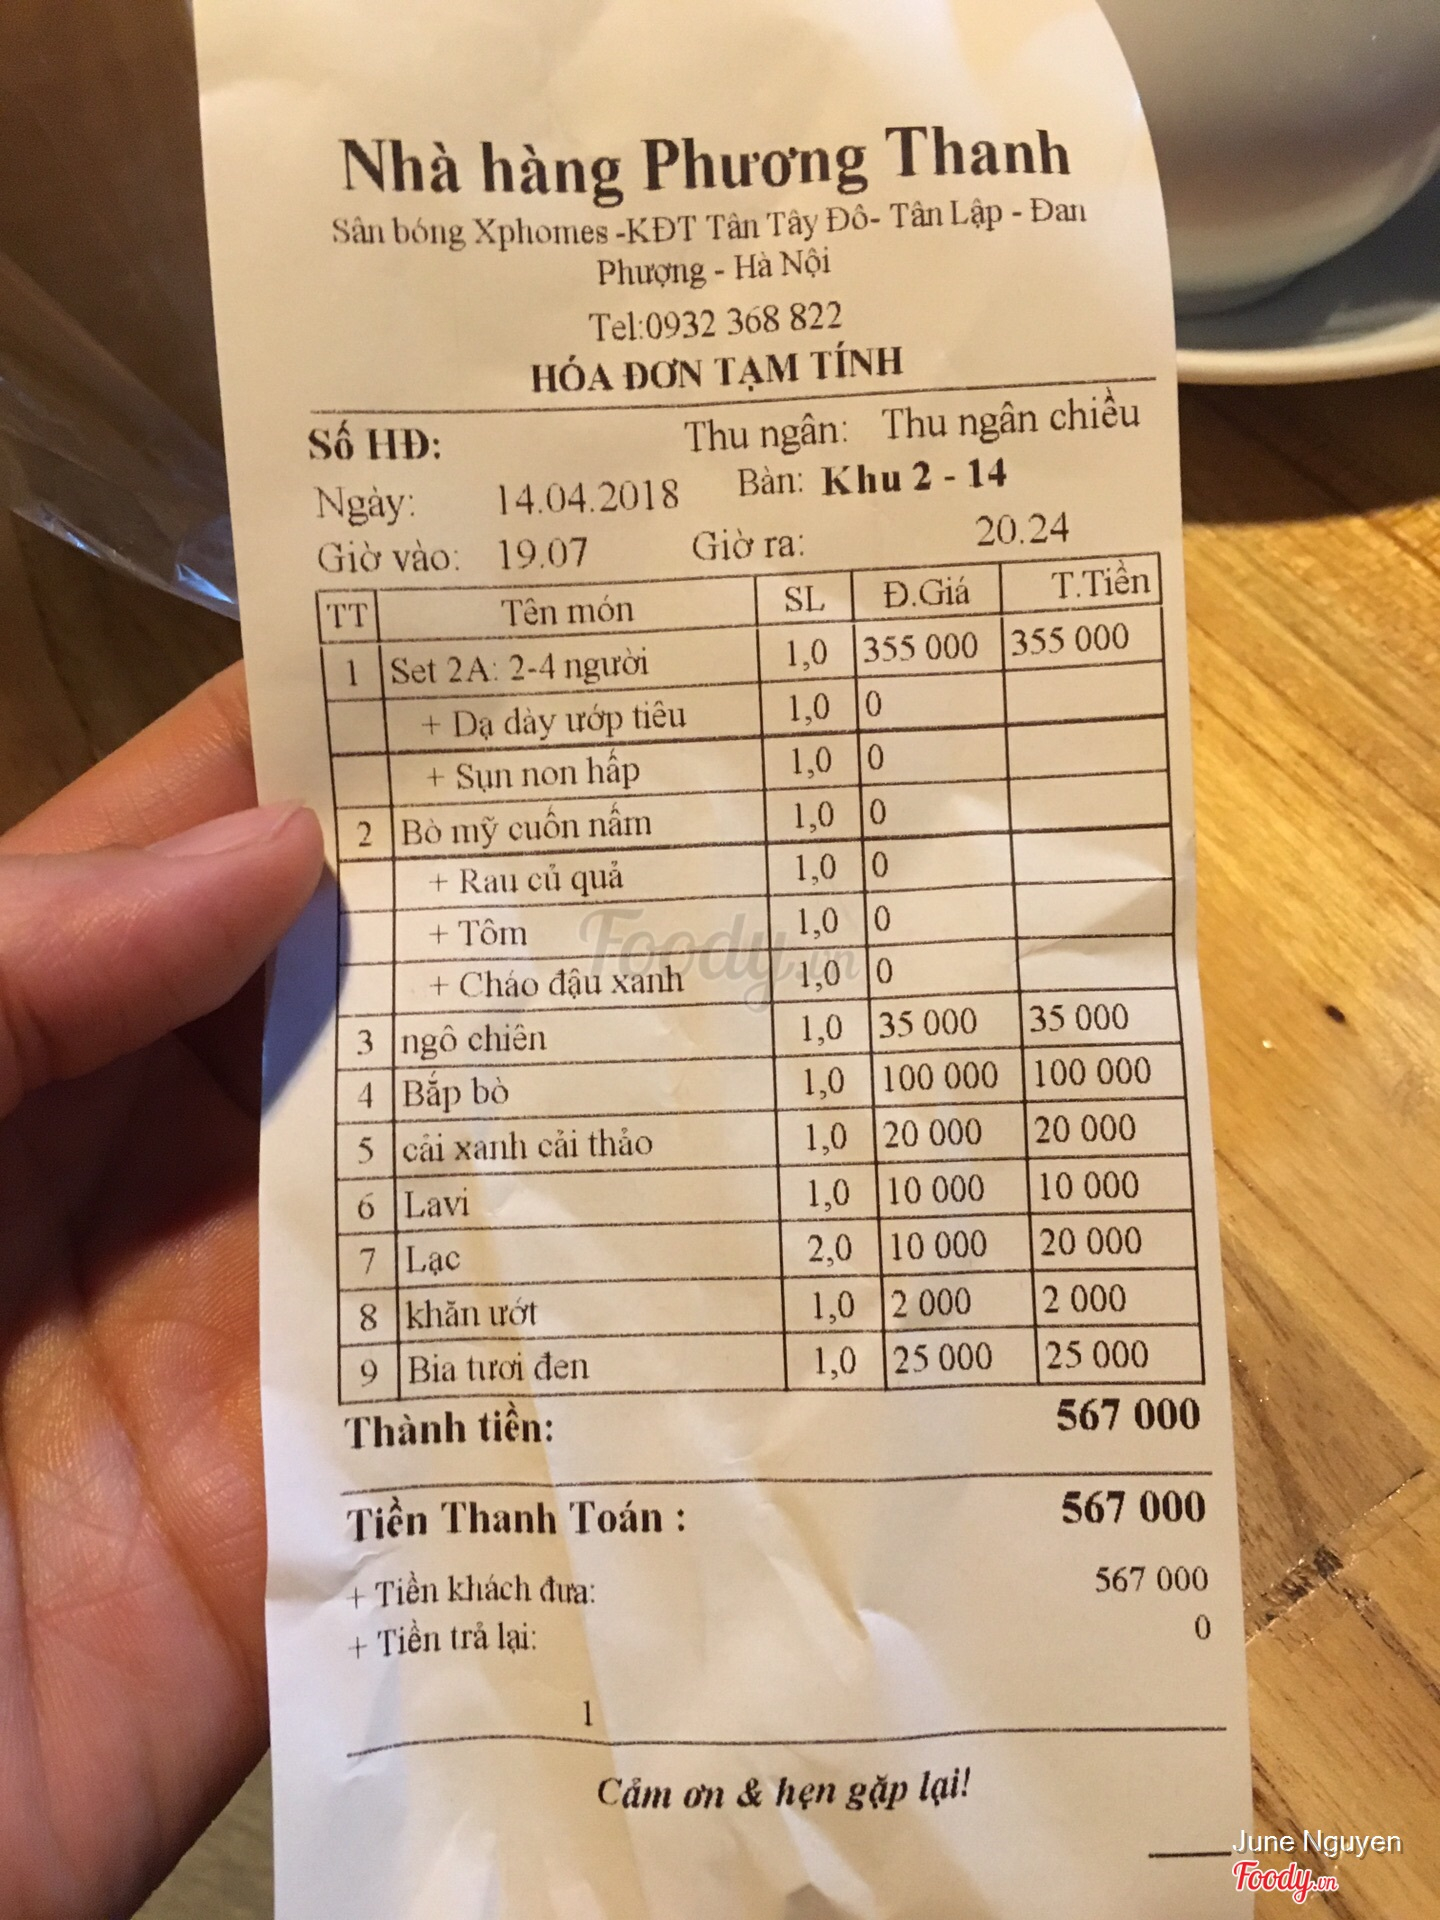 Nhà hàng Phương Thanh
Sân bóng Xphomes -KĐT Tân Tây Đô- Tân Lập - Đan
Phượng - Hà Nội
Tel:0932 368 822
HÓA ĐƠN TẠM TÍNH
Số HĐ: Thu ngân: Thu ngân chiều
Ngày: 14.04.2018 Bàn: Khu 2 - 14
Giờ vào: 19.07 Giờ ra: 20.24
TT Tên món SL Đ.Giá T.Tiền
1 Set 2A: 2-4 người 1,0 355 000 355 000
+ Dạ dày ướp tiêu 1,0 0
+ Sụn non hấp 1,0 0
2 Bò mỹ cuốn nấm 1,0 0
+ Rau củ quả 1,0 0
+ Tôm 1,0 0
+ Cháo đậu xanh 1,0 0
3 ngô chiên 1,0 35 000 35 000
4 Bắp bò 1,0 100 000 100 000
5 cải xanh cải thảo 1,0 20 000 20 000
6 Lavi 1,0 10 000 10 000
7 Lạc 2,0 10 000 20 000
8 khăn ướt 1,0 2 000 2 000
9 Bia tươi đen 1,0 25 000 25 000
Thành tiền: 567 000
Tiền Thanh Toán : 567 000
+ Tiền khách đưa: 567 000
+ Tiền trả lại: 0
1
Cảm ơn & hẹn gặp lại!
Foody.vn
June Nguyen
Foody.vn